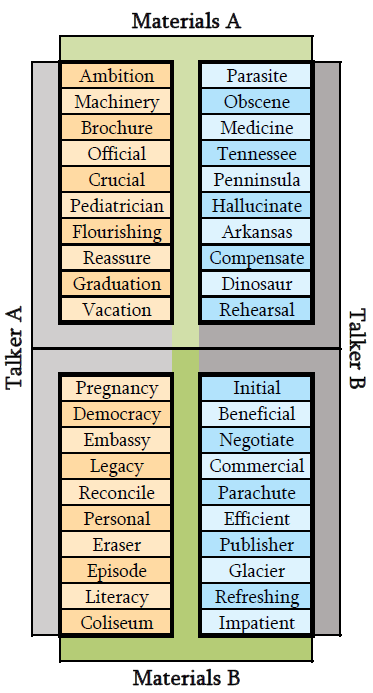 Materials A
Talker A
Ambition
Machinery
Brochure
Official
Crucial
Pediatrician
Flourishing
Reassure
Graduation
Vacation
Parasite
Obscene
Medicine
Tennessee
Penninsula
Hallucinate
Arkansas
Compensate
Dinosaur
Rehearsal
Talker B
Pregnancy
Democracy
Embassy
Legacy
Reconcile
Personal
Eraser
Episode
Literacy
Coliseum
Initial
Beneficial
Negotiate
Commercial
Parachute
Efficient
Publisher
Glacier
Refreshing
Impatient
Materials B